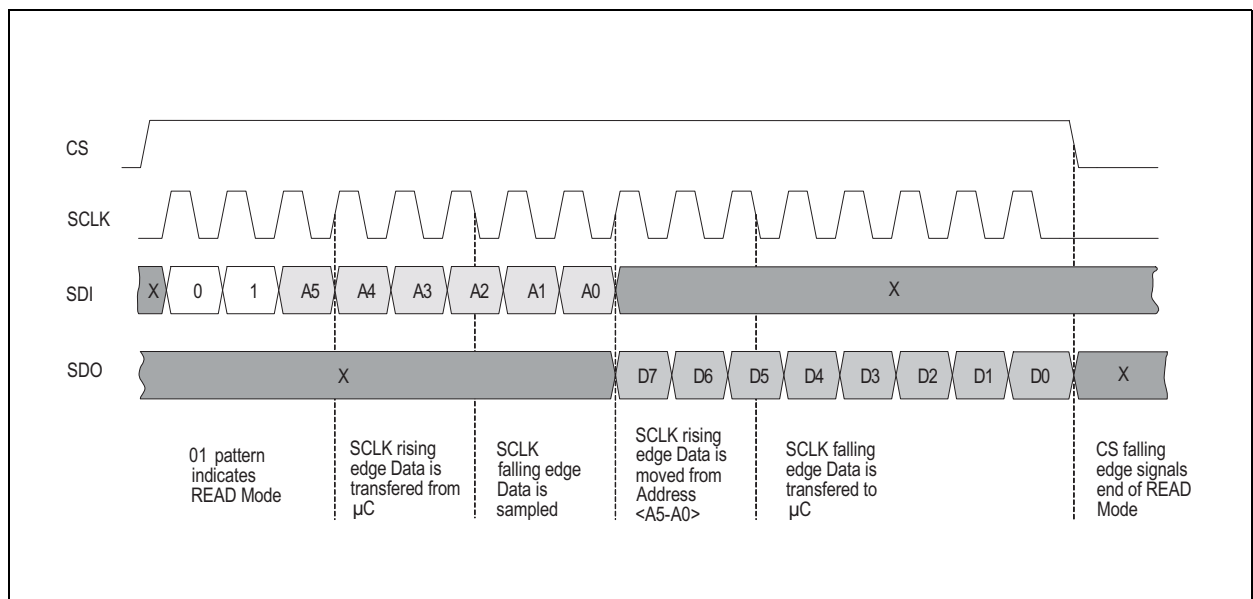 CS
SCLK
SDI
X 0 1 A5 A4 A3 A2 A1 A0 X
SDO
X D7 D6 D5 D4 D3 D2 D1 D0 X
01 pattern
indicates
READ Mode
SCLK rising
edge Data is
transfered from
µC
SCLK
falling edge
Data is
sampled
SCLK rising
edge Data is
moved from
Address
<A5-A0>
SCLK falling
edge Data is
transfered to
µC
CS falling
edge signals
end of READ
Mode